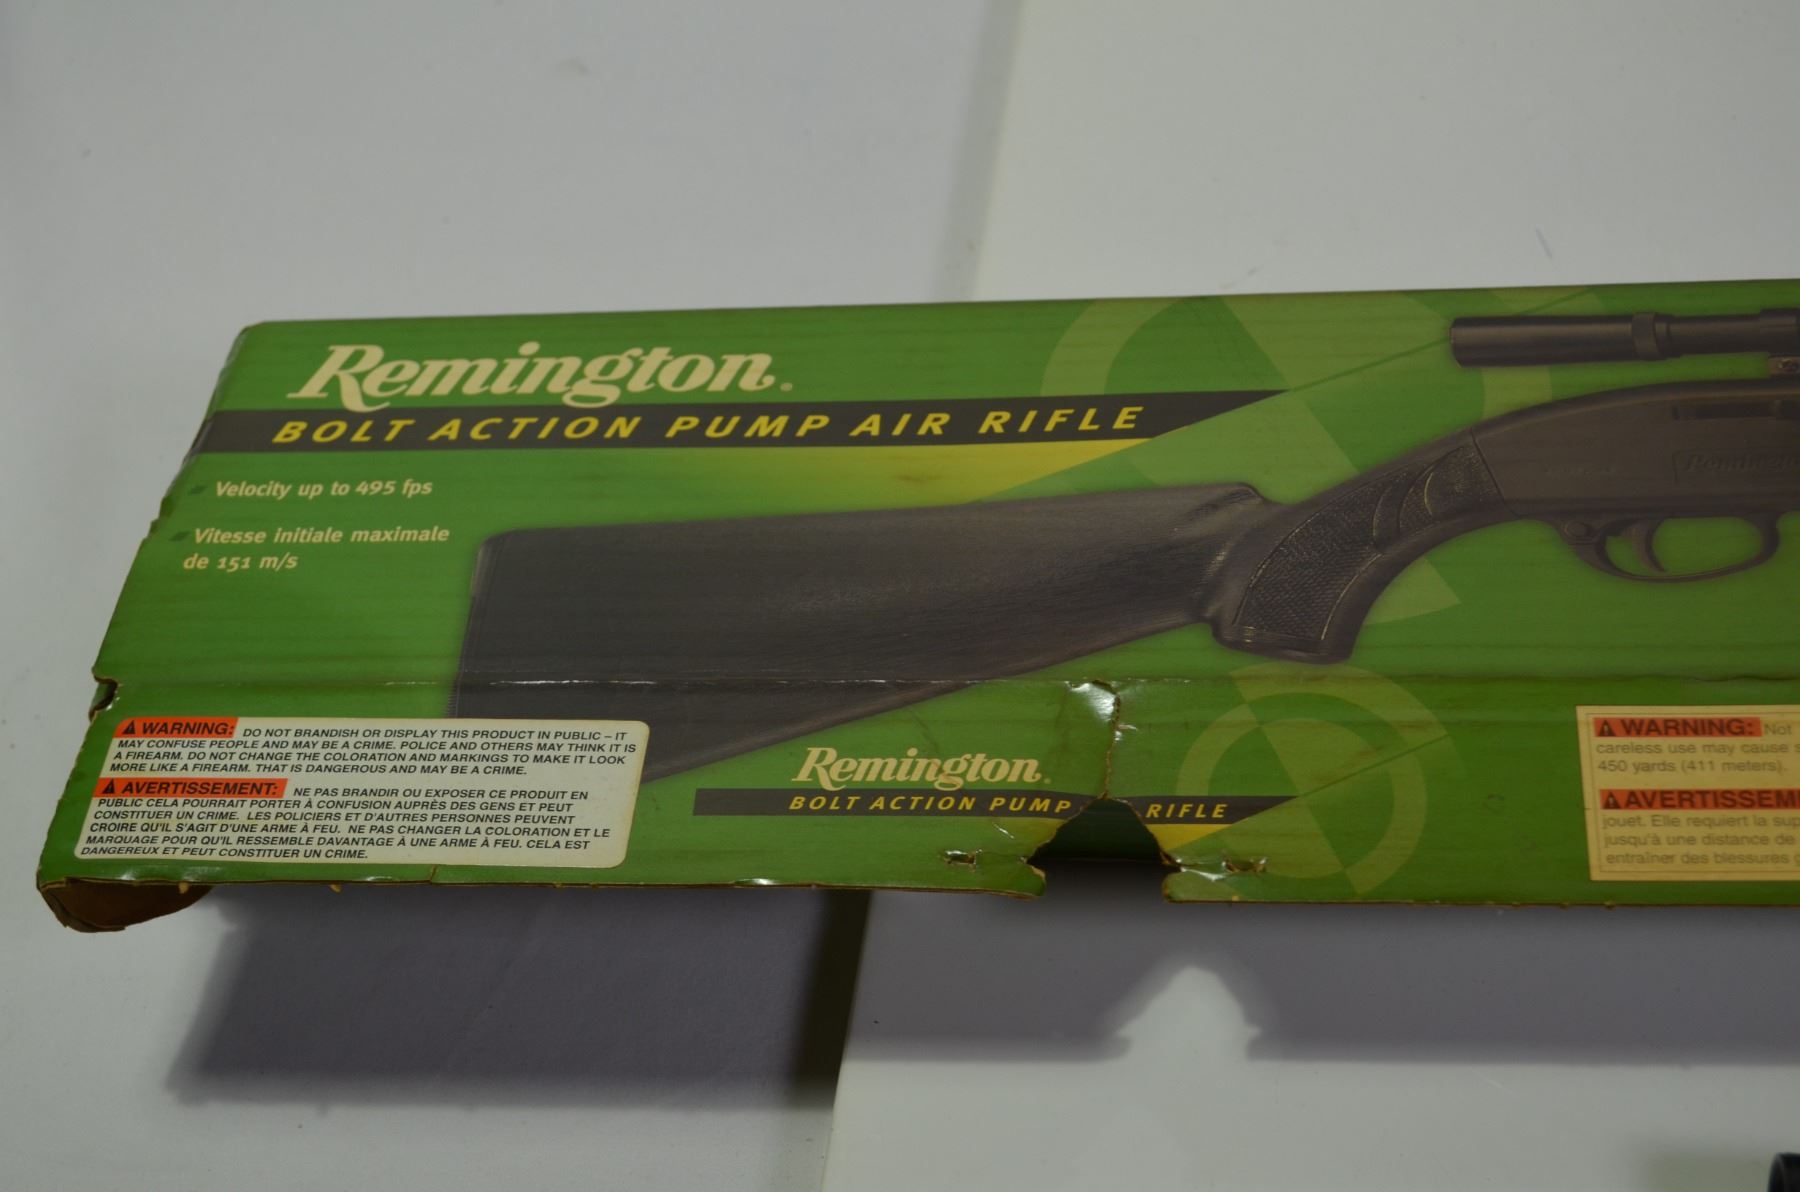 Remington
BOLT ACTION PUMP AIR RIFLE
Velocity up to 495 fps
Vitesse initiale maximale
de 151 m/s
WARNING: DO NOT BRANDISH OR DISPLAY THIS PRODUCT IN PUBLIC – IT
MAY CONFUSE PEOPLE AND MAY BE A CRIME. POLICE AND OTHERS MAY THINK IT IS
A FIREARM. DO NOT CHANGE THE COLORATION AND MARKINGS TO MAKE IT LOOK
MORE LIKE A FIREARM. THAT IS DANGEROUS AND MAY BE A CRIME.
AVERTISSEMENT: NE PAS BRANDIR OU EXPOSER CE PRODUIT EN
PUBLIC CELA POURRAIT PORTER À CONFUSION AUPRÈS DES GENS ET PEUT
CONSTITUER UN CRIME. LES POLICIERS ET D'AUTRES PERSONNES PEUVENT
CROIRE QU'IL S'AGIT D'UNE ARME À FEU. NE PAS CHANGER LA COLORATION ET LE
MARQUAGE POUR QU'IL RESSEMBLE DAVANTAGE À UNE ARME À FEU. CELA EST
DANGEREUX ET PEUT CONSTITUER UN CRIME.
Remington
BOLT ACTION PUMP RIFLE
Remington
WARNING: Not
careless use may cause
450 yards (411 meters).
AVERTISSEM
jouet. Elle requiert la sup
jusqu'à une distance de
entraîner des blessures